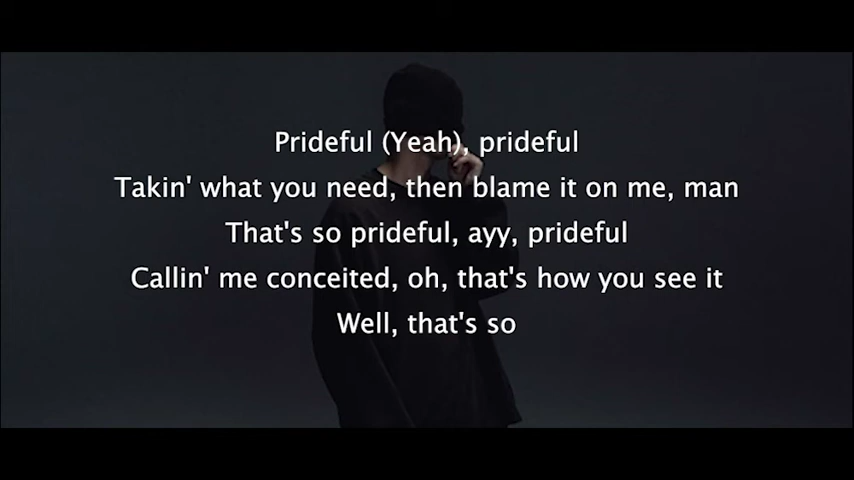 Prideful (Yeah), prideful
Takin' what you need, then blame it on me, man
That's so prideful, ayy, prideful
Callin' me conceited, oh, that's how you see it
Well, that's so